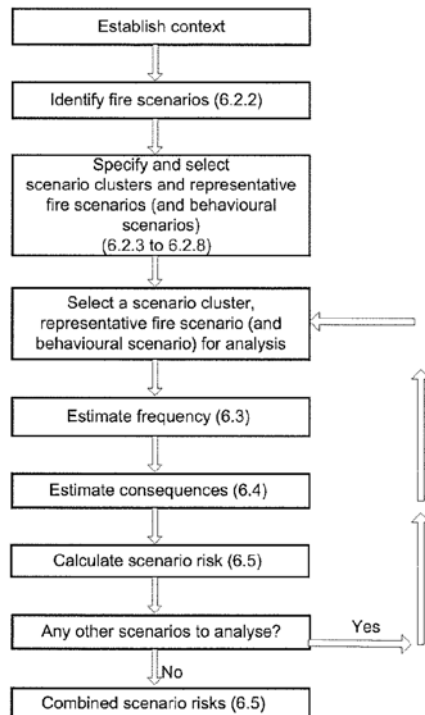 Establish context
Identify fire scenarios (6.2.2)
Specify and select
scenario clusters and representative
fire scenarios (and behavioural
scenarios)
(6.2.3 to 6.2.8)
Select a scenario cluster,
representative fire scenario (and
behavioural scenario) for analysis
Estimate frequency (6.3)
Estimate consequences (6.4)
Calculate scenario risk (6.5)
Any other scenarios to analyse?
Yes
No
Combined scenario risks (6.5)